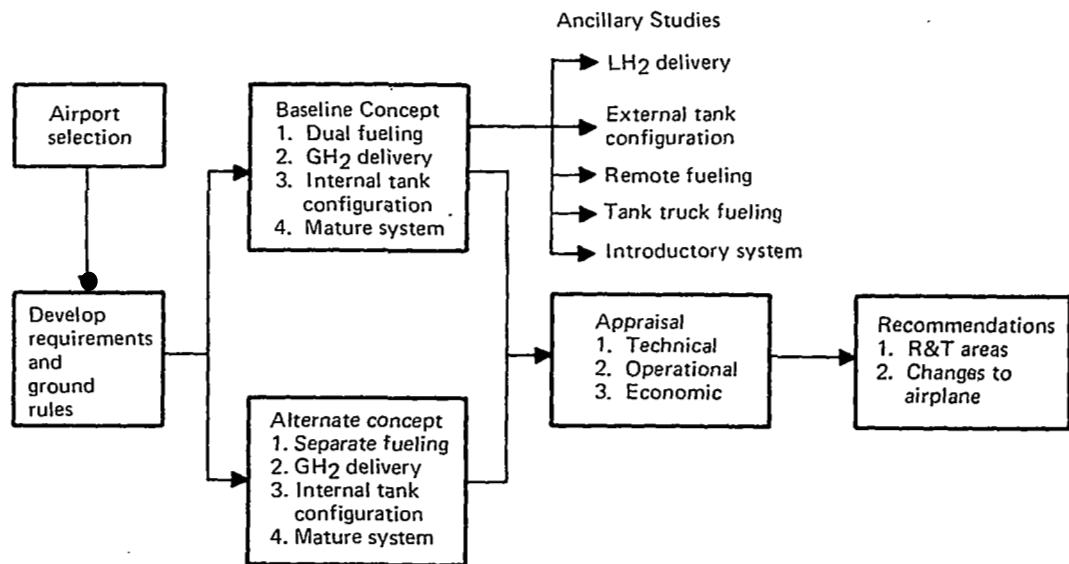 Ancillary Studies
LH2 delivery
External tank
configuration
Remote fueling
Tank truck fueling
Introductory system
Airport
selection
Baseline Concept
1. Dual fueling
2. GH2 delivery
3. Internal tank
configuration
4. Mature system
Develop
requirements
and
ground
rules
Alternate concept
1. Separate fueling
2. GH2 delivery
3. Internal tank
configuration
4. Mature system
Appraisal
1. Technical
2. Operational
3. Economic
Recommendations
1. R&T areas
2. Changes to
airplane